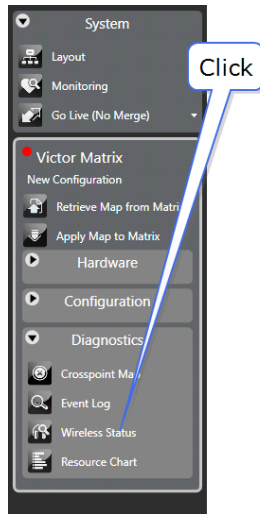 System
Layout
Click
Monitoring
Go Live (No Merge)
Victor Matrix
New Configuration
Retrieve Map from Matri
Apply Map to Matrix
Hardware
Configuration
Diagnostics
Crosspoint Map
Event Log
Wireless Status
Resource Chart